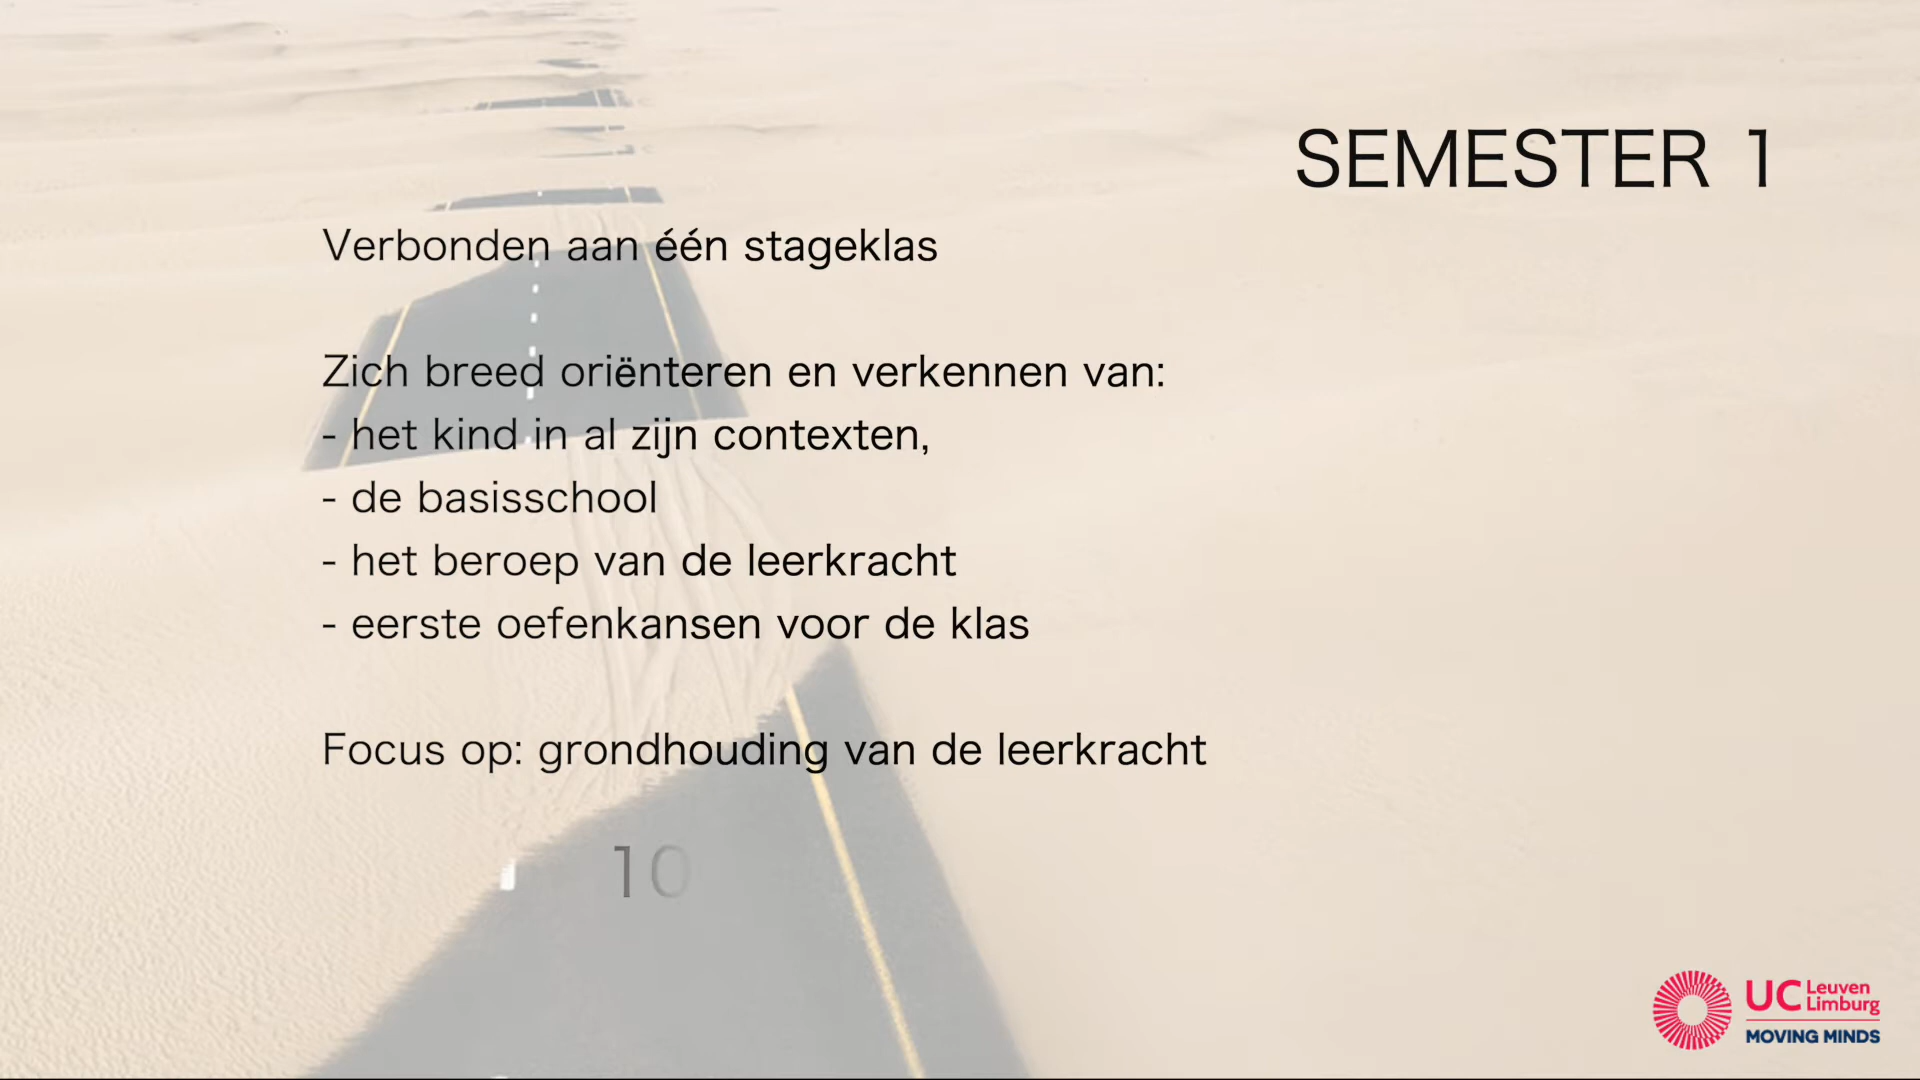 SEMESTER 1
Verbonden aan één stageklas
Zich breed oriënteren en verkennen van:
- het kind in al zijn contexten,
- de basisschool
- het beroep van de leerkracht
- eerste oefenkansen voor de klas
Focus op: grondhouding van de leerkracht
10
UC Leuven
Limburg
MOVING MINDS